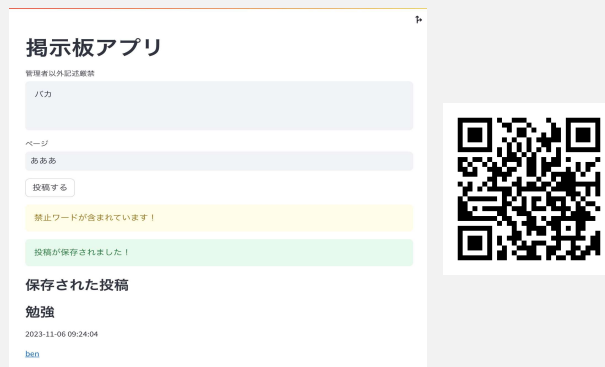 掲示板アプリ
管理者以外記述厳禁
バカ
ページ
あああ
投稿する
禁止ワードが含まれています！
投稿が保存されました！
保存された投稿
勉強
2023-11-06 09:24:04
ben